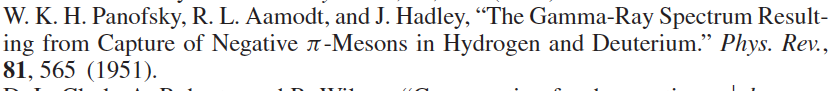 W. K. H. Panofsky, R. L. Aamodt, and J. Hadley, “The Gamma-Ray Spectrum Result-
ing from Capture of Negative π-Mesons in Hydrogen and Deuterium.” Phys. Rev.,
81, 565 (1951).